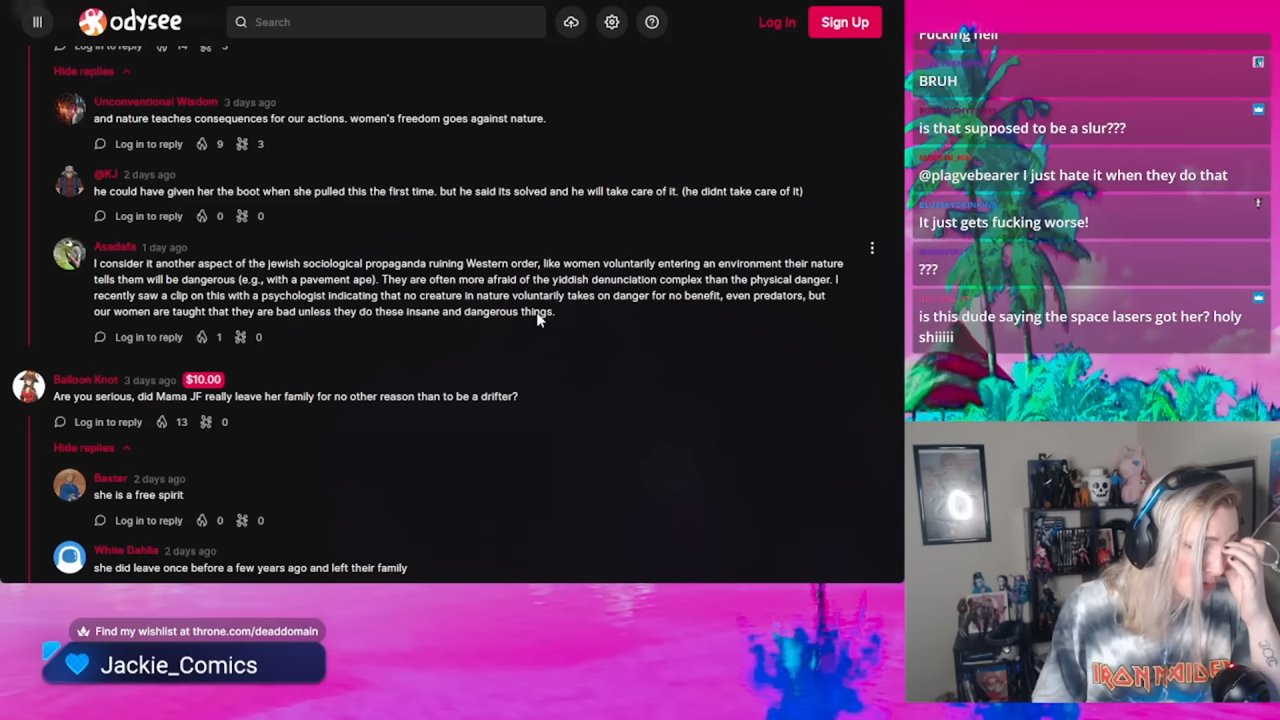 odysee
Search
Log In
Sign Up
Log in to reply 14 3
Hide replies
Unconventional Wisdom 3 days ago
and nature teaches consequences for our actions. women's freedom goes against nature.
Log in to reply 9 3
@KJ 2 days ago
he could have given her the boot when she pulled this the first time. but he said its solved and he will take care of it. (he didnt take care of it)
Log in to reply 0 0
Asadafa 1 day ago
I consider it another aspect of the jewish sociological propaganda ruining Western order, like women voluntarily entering an environment their nature
tells them will be dangerous (e.g., with a pavement ape). They are often more afraid of the yiddish denunciation complex than the physical danger. I
recently saw a clip on this with a psychologist indicating that no creature in nature voluntarily takes on danger for no benefit, even predators, but
our women are taught that they are bad unless they do these insane and dangerous things.
Log in to reply 1 0
Balloon Knot 3 days ago $10.00
Are you serious, did Mama JF really leave her family for no other reason than to be a drifter?
Log in to reply 13 0
Hide replies
Baxter 2 days ago
she is a free spirit
Log in to reply 0 0
White Dahlia 2 days ago
she did leave once before a few years ago and left their family
Fucking hell
BRUH
is that supposed to be a slur???
@plagvebearer I just hate it when they do that
It just gets fucking worse!
???
is this dude saying the space lasers got her? holy
shiiiii
Find my wishlist at throne.com/deaddomain
Jackie_Comics
IRON MAIDEN